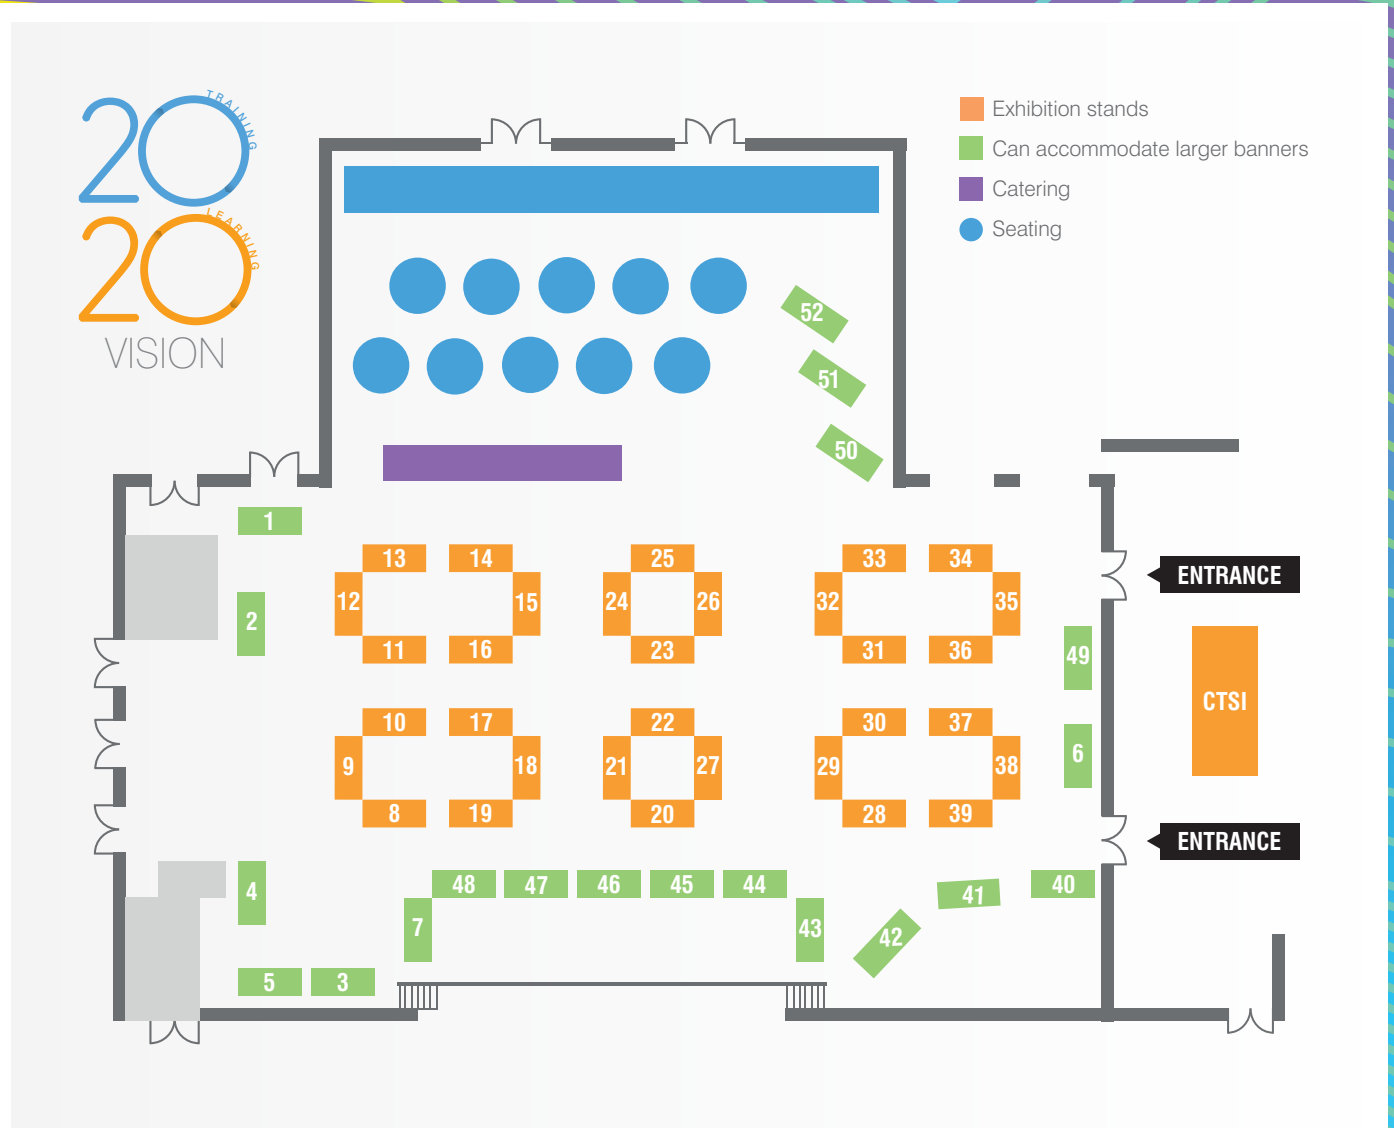 20
TRAINING
20
LEARNING
VISION
Exhibition stands
Can accommodate larger banners
Catering
Seating
52
51
50
1
13 14 25 33 34
12 15 24 26 32 35
2
11 16 23 31 36
49
ENTRANCE
CTSI
10 17 22 30 37
9 18 21 27 29 38
6
8 19 20 28 39
ENTRANCE
4
48 47 46 45 44
41 40
7 43 42
5 3